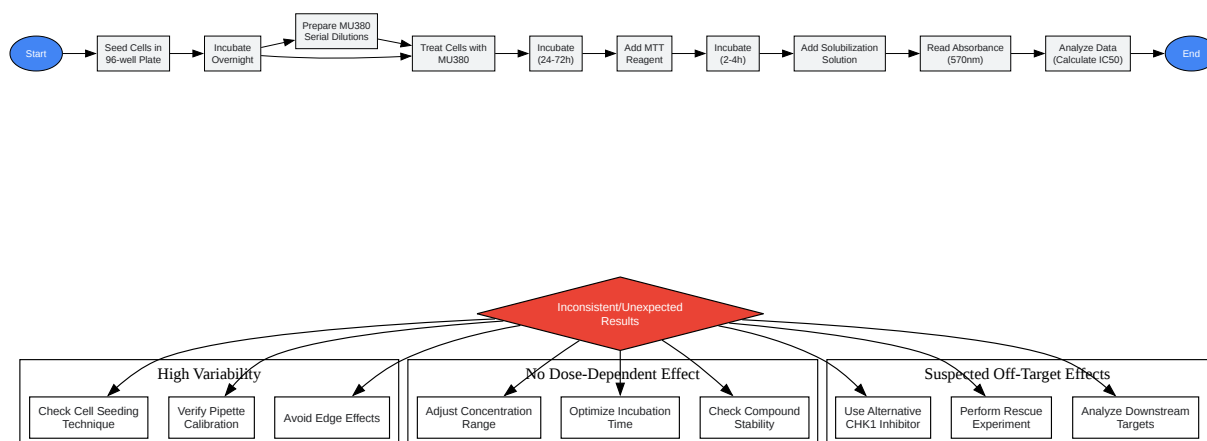 Start
Seed Cells in
96-well Plate
Incubate
Overnight
Prepare MU380
Serial Dilutions
Treat Cells with
MU380
Incubate
(24-72h)
Add MTT
Reagent
Incubate
(2-4h)
Add Solubilization
Solution
Read Absorbance
(570nm)
Analyze Data
(Calculate IC50)
End
Inconsistent/Unexpected
Results
High Variability
Check Cell Seeding
Technique
Verify Pipette
Calibration
Avoid Edge Effects
No Dose-Dependent Effect
Adjust Concentration
Range
Optimize Incubation
Time
Check Compound
Stability
Suspected Off-Target Effects
Use Alternative
CHK1 Inhibitor
Perform Rescue
Experiment
Analyze Downstream
Targets